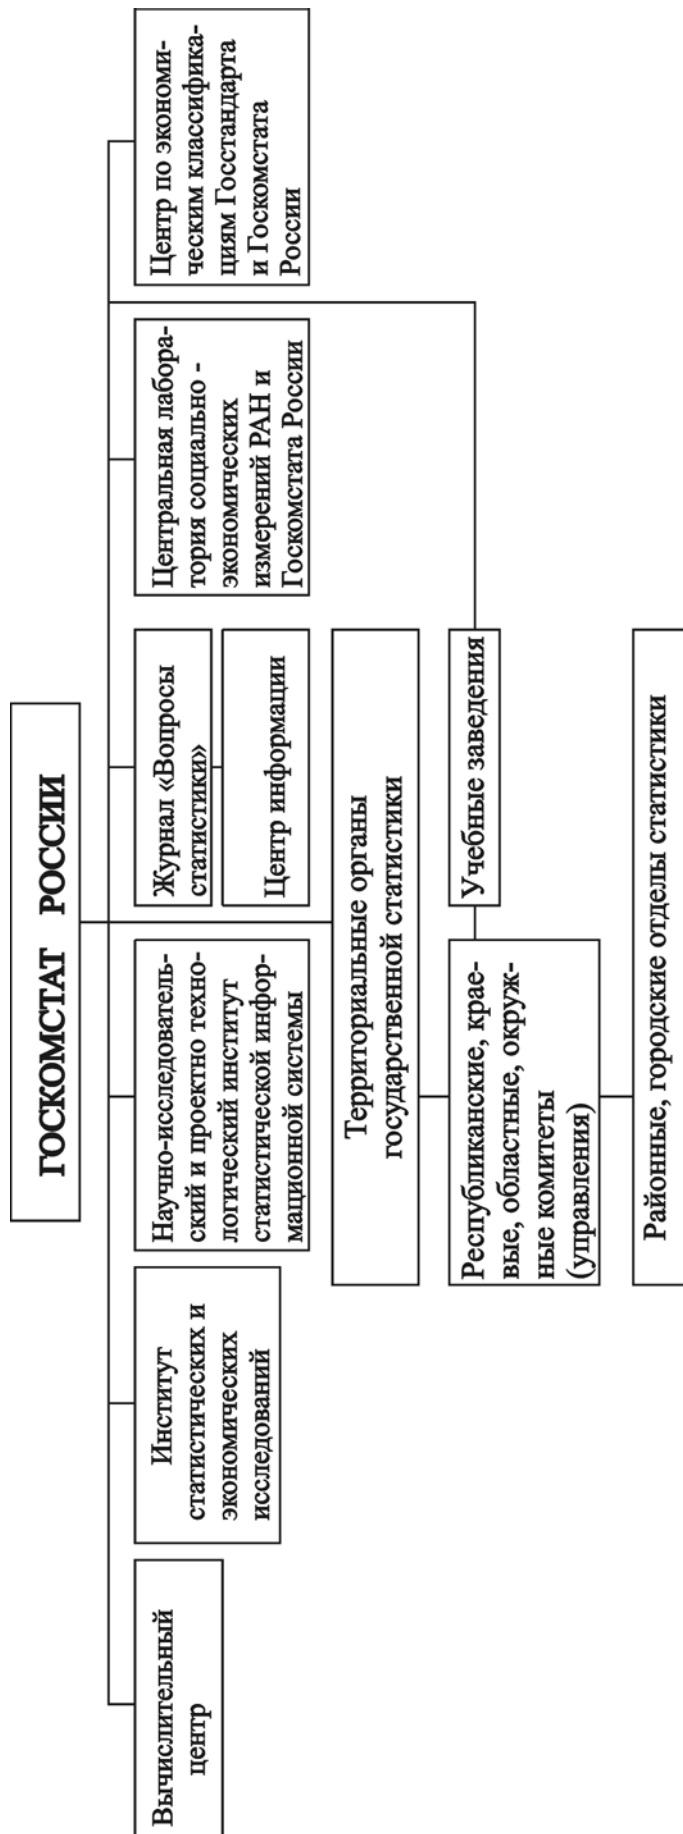 ГОСКОМСТАТ РОССИИ
Вычислительный
центр
Институт
статистических и
экономических
исследований
Научно-исследователь-
ский и проектно техно-
логический институт
статистической инфор-
мационной системы
Журнал «Вопросы
статистики»
Центр информации
Центральная лабора-
тория социально -
экономических
измерений РАН и
Госкомстата России
Центр по экономи-
ческим классифика-
циям Госстандарта
и Госкомстата
России
Территориальные органы
государственной статистики
Республиканские, крае-
вые, областные, окруж-
ные комитеты
(управления)
Учебные заведения
Районные, городские отделы статистики